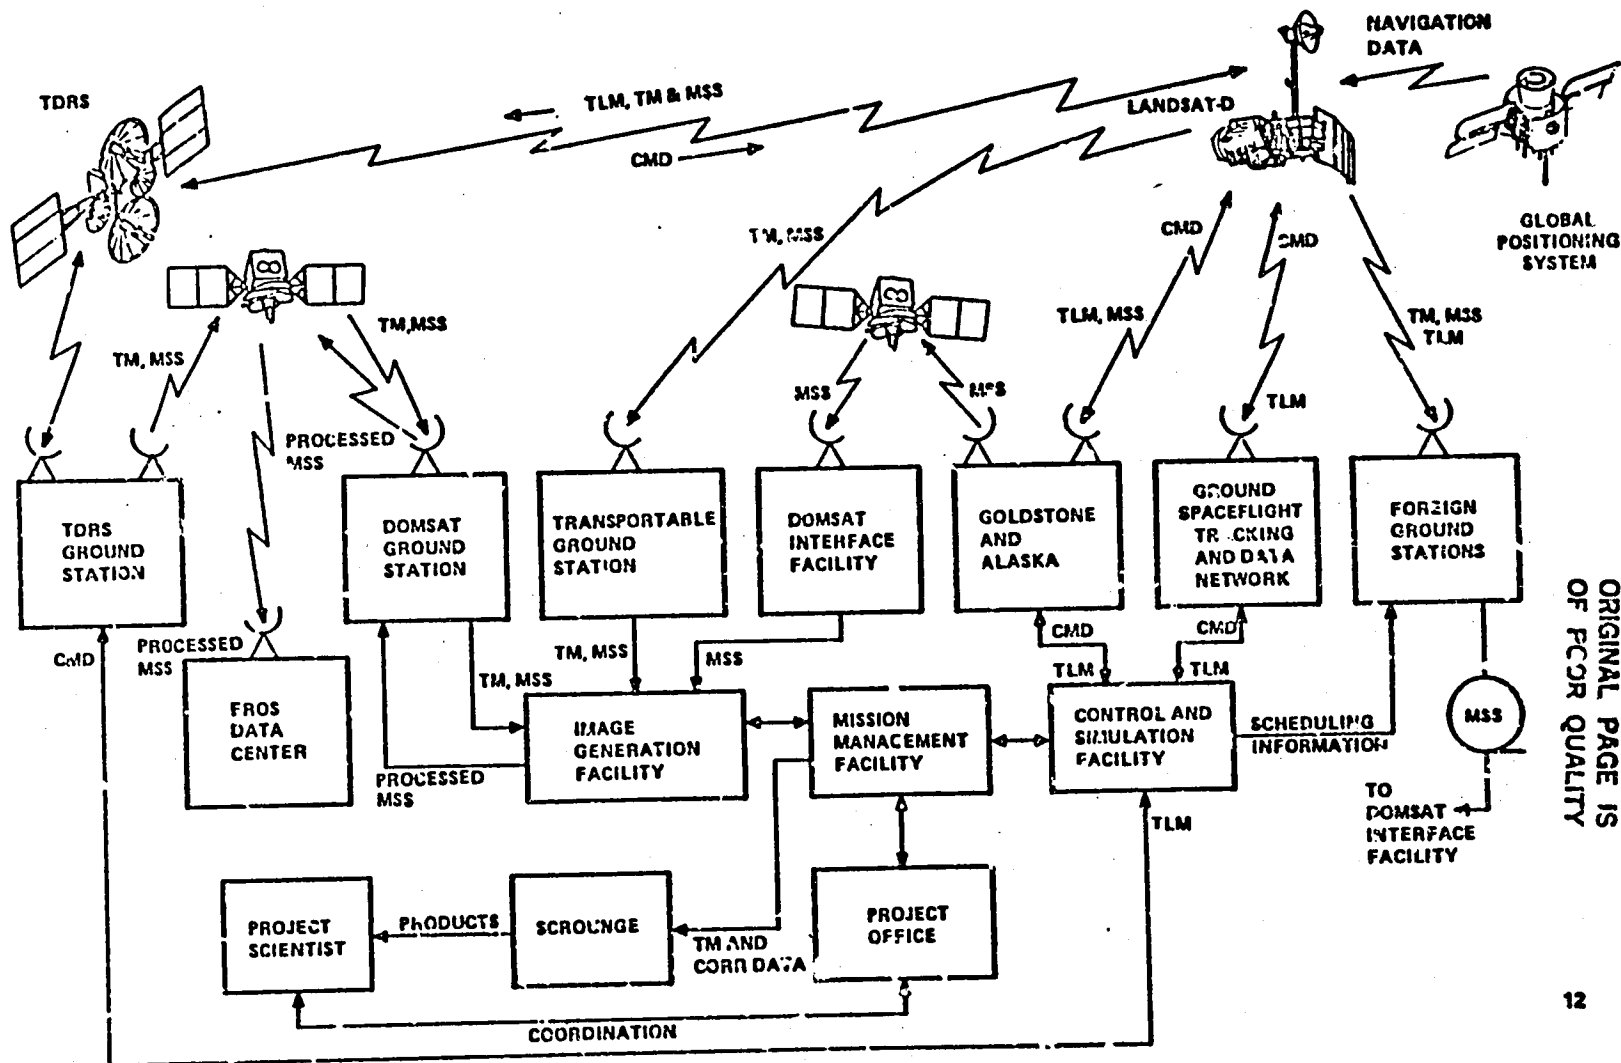 NAVIGATION
DATA
TDRS
TLM, TM & MSS
LANDSAT-D
CMD
GLOBAL
POSITIONING
SYSTEM
TM, MSS
CMD
CMD
TM, MSS
TM, MSS
TLM, MSS
TM, MSS
TLM
MSS
MSS
TLM
PROCESSED
MSS
TDRS
GROUND
STATION
DOMSAT
GROUND
STATION
TRANSPORTABLE
GROUND
STATION
DOMSAT
INTERFACE
FACILITY
GOLDSTONE
AND
ALASKA
GROUND
SPACEFLIGHT
TRACKING
AND DATA
NETWORK
FOREIGN
GROUND
STATIONS
CMD
PROCESSED
MSS
TM, MSS
TM, MSS
MSS
CMD
TLM
CMD
TLM
EROS
DATA
CENTER
IMAGE
GENERATION
FACILITY
MISSION
MANAGEMENT
FACILITY
CONTROL AND
SIMULATION
FACILITY
SCHEDULING
INFORMATION
MSS
PROCESSED
MSS
TO
DOMSAT
INTERFACE
FACILITY
TLM
PROJECT
SCIENTIST
PRODUCTS
SCROUNGE
TM AND
CORR DATA
PROJECT
OFFICE
COORDINATION
ORIGINAL PAGE IS
OF POOR QUALITY
12